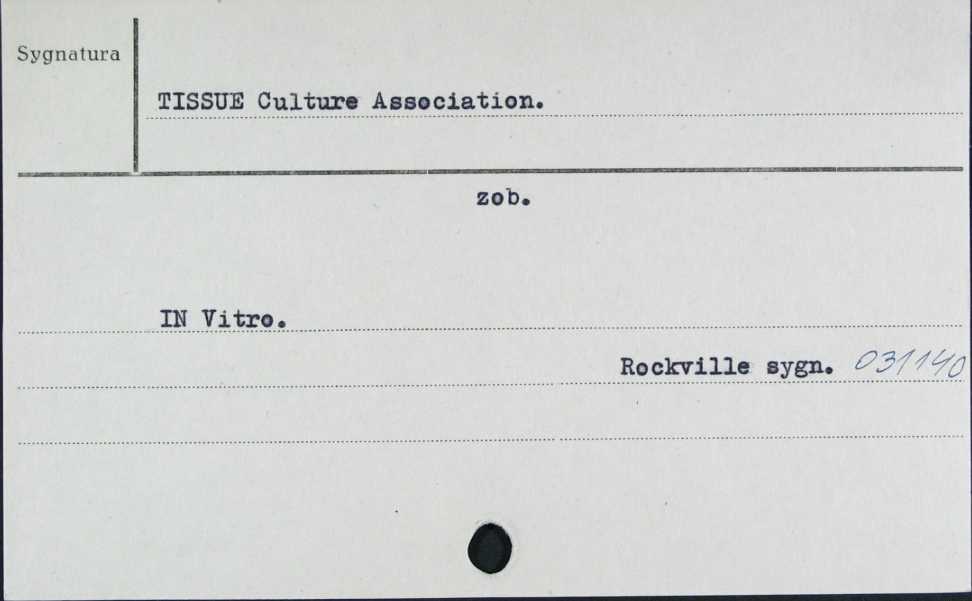 Sygnatura
TISSUE Culture Association.
zob.
IN Vitro.
Rockville sygn. 031140